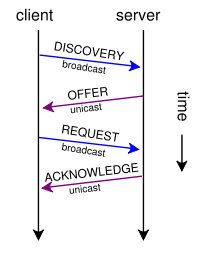 client
server
DISCOVERY
broadcast
OFFER
unicast
REQUEST
broadcast
ACKNOWLEDGE
unicast
time